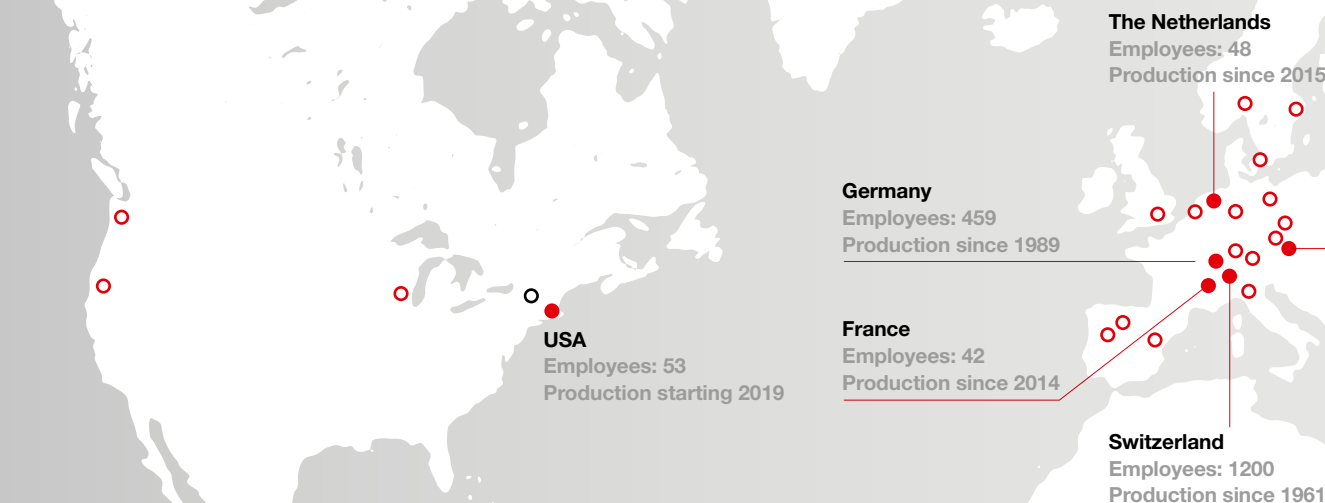 The Netherlands
Employees: 48
Production since 2015
Germany
Employees: 459
Production since 1989
USA
Employees: 53
Production starting 2019
France
Employees: 42
Production since 2014
Switzerland
Employees: 1200
Production since 1961